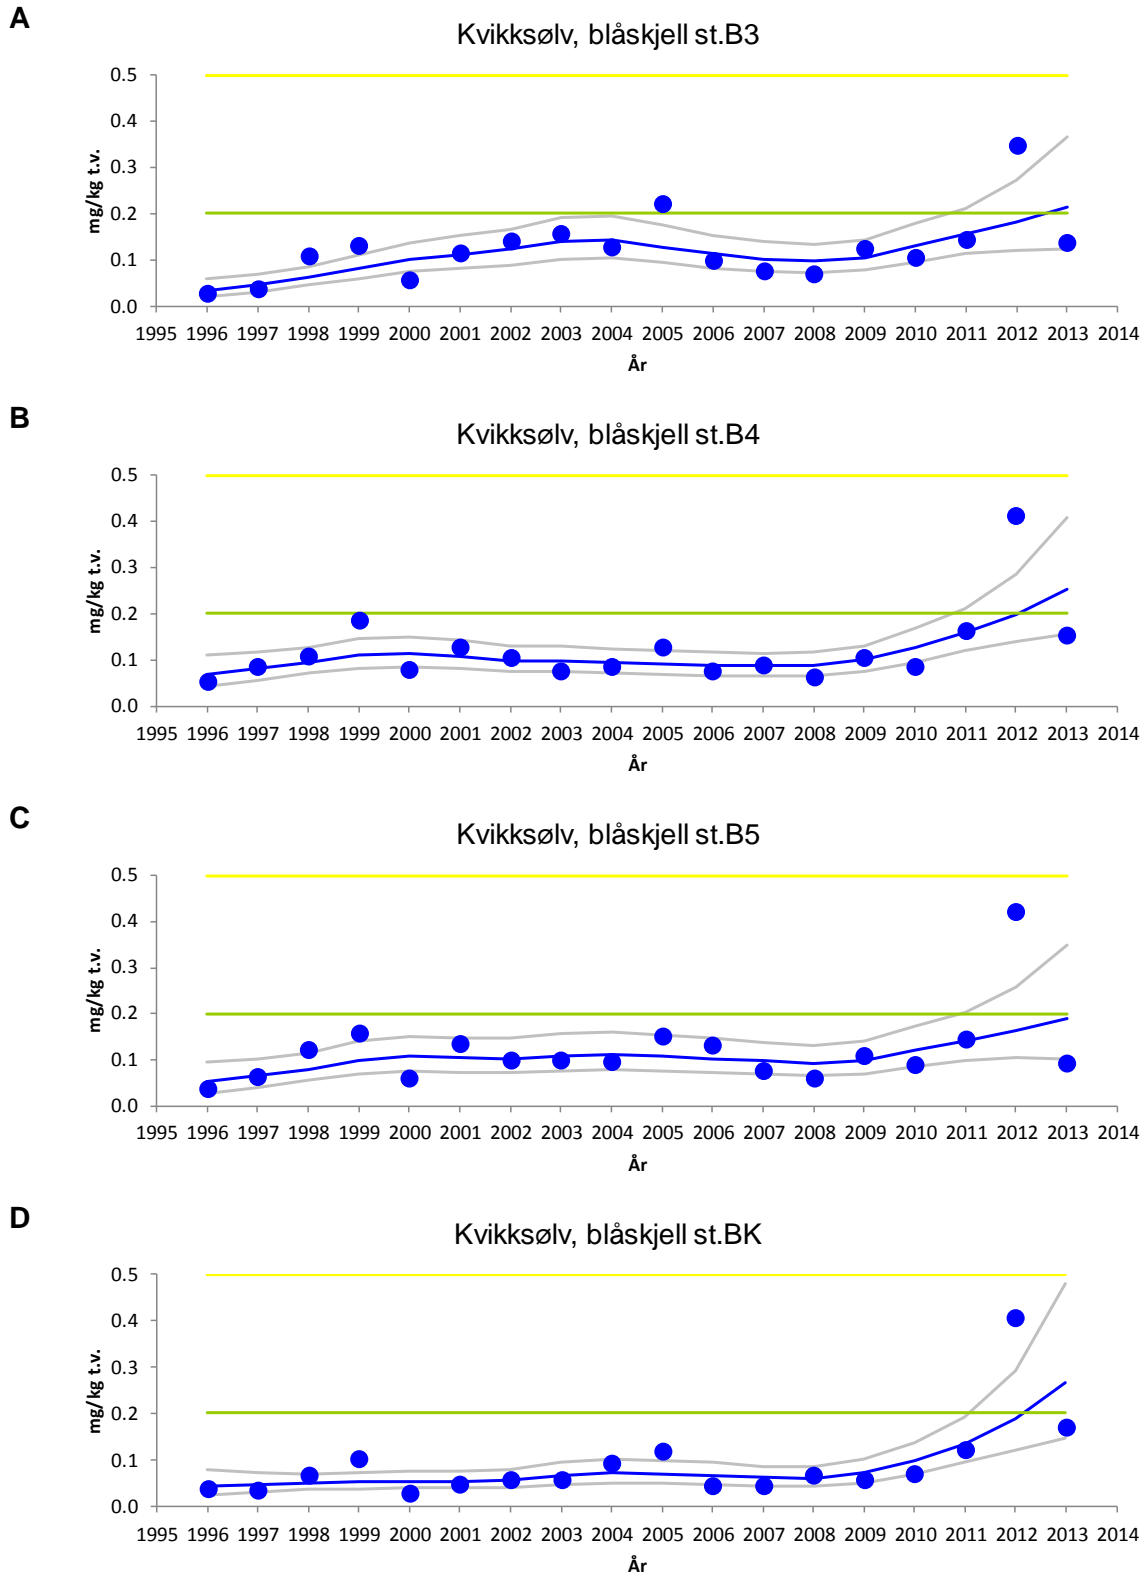 A
Kvikksølv, blåskjell st.B3
mg/kg t.v.
0.5
0.4
0.3
0.2
0.1
0.0
1995 1996 1997 1998 1999 2000 2001 2002 2003 2004 2005 2006 2007 2008 2009 2010 2011 2012 2013 2014
År
B
Kvikksølv, blåskjell st.B4
mg/kg t.v.
0.5
0.4
0.3
0.2
0.1
0.0
1995 1996 1997 1998 1999 2000 2001 2002 2003 2004 2005 2006 2007 2008 2009 2010 2011 2012 2013 2014
År
C
Kvikksølv, blåskjell st.B5
mg/kg t.v.
0.5
0.4
0.3
0.2
0.1
0.0
1995 1996 1997 1998 1999 2000 2001 2002 2003 2004 2005 2006 2007 2008 2009 2010 2011 2012 2013 2014
År
D
Kvikksølv, blåskjell st.BK
mg/kg t.v.
0.5
0.4
0.3
0.2
0.1
0.0
1995 1996 1997 1998 1999 2000 2001 2002 2003 2004 2005 2006 2007 2008 2009 2010 2011 2012 2013 2014
År